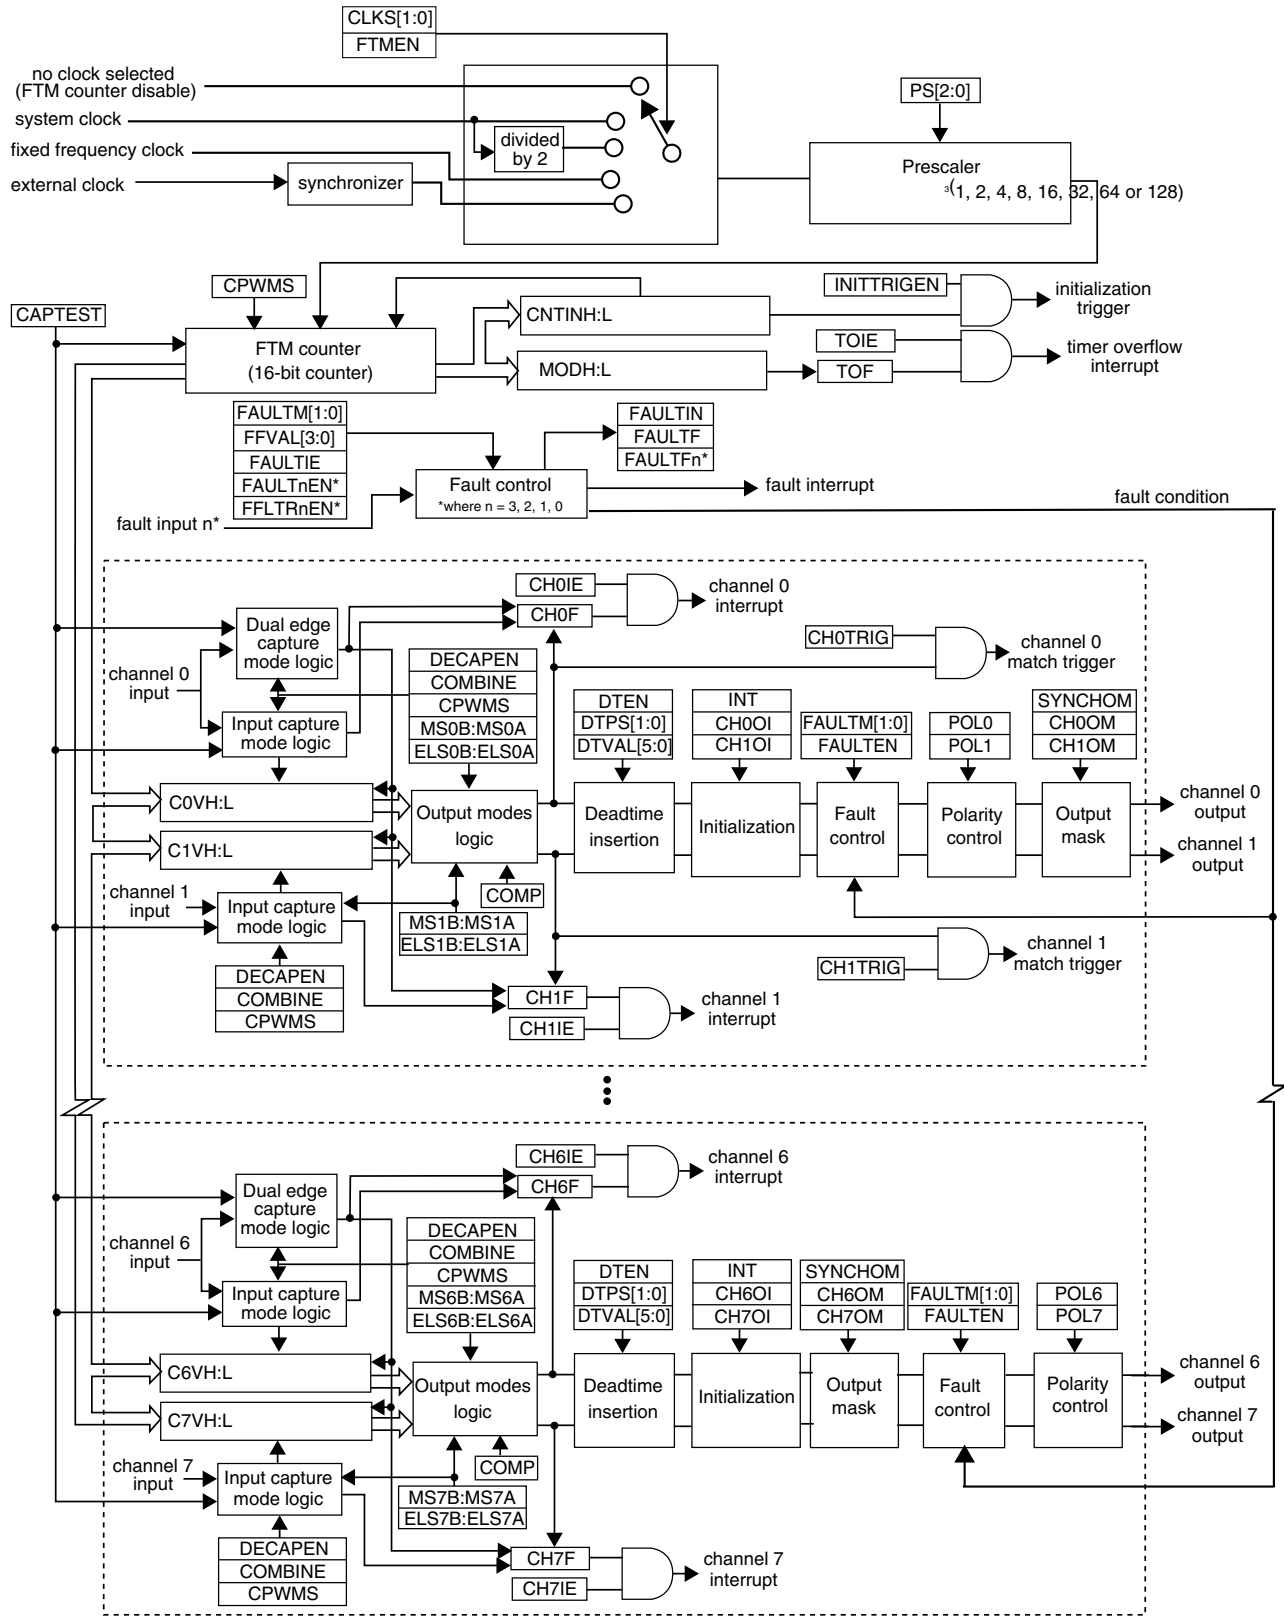 CLKS[1:0]
FTMEN
no clock selected
(FTM counter disable)
system clock
fixed frequency clock
external clock
synchronizer
divided
by 2
PS[2:0]
Prescaler
3(1, 2, 4, 8, 16, 32, 64 or 128)
CAPTEST
CPWMS
FTM counter
(16-bit counter)
CNTINH:L
MODH:L
INITTRIGEN
initialization
trigger
TOIE
TOF
timer overflow
interrupt
FAULTM[1:0]
FFVAL[3:0]
FAULTIE
FAULTnEN*
FFLTRnEN*
fault input n*
Fault control
*where n = 3, 2, 1, 0
FAULTIN
FAULTF
FAULTFn*
fault interrupt
fault condition
CH0IE
CH0F
channel 0
interrupt
CH0TRIG
channel 0
match trigger
Dual edge
capture
mode logic
channel 0
input
Input capture
mode logic
DECAPEN
COMBINE
CPWMS
MS0B:MS0A
ELS0B:ELS0A
DTEN
DTPS[1:0]
DTVAL[5:0]
INT
CH0OI
CH1OI
FAULTM[1:0]
FAULTEN
POL0
POL1
SYNCHOM
CH0OM
CH1OM
C0VH:L
C1VH:L
Output modes
logic
Deadtime
insertion
Initialization
Fault
control
Polarity
control
Output
mask
channel 0
output
channel 1
output
channel 1
input
Input capture
mode logic
COMP
MS1B:MS1A
ELS1B:ELS1A
DECAPEN
COMBINE
CPWMS
CH1TRIG
channel 1
match trigger
CH1F
CH1IE
channel 1
interrupt
CH6IE
CH6F
channel 6
interrupt
Dual edge
capture
mode logic
channel 6
input
Input capture
mode logic
DECAPEN
COMBINE
CPWMS
MS6B:MS6A
ELS6B:ELS6A
DTEN
DTPS[1:0]
DTVAL[5:0]
INT
CH6OI
CH7OI
SYNCHOM
CH6OM
CH7OM
FAULTM[1:0]
FAULTEN
POL6
POL7
C6VH:L
C7VH:L
Output modes
logic
Deadtime
insertion
Initialization
Output
mask
Fault
control
Polarity
control
channel 6
output
channel 7
output
channel 7
input
Input capture
mode logic
COMP
MS7B:MS7A
ELS7B:ELS7A
DECAPEN
COMBINE
CPWMS
CH7F
CH7IE
channel 7
interrupt